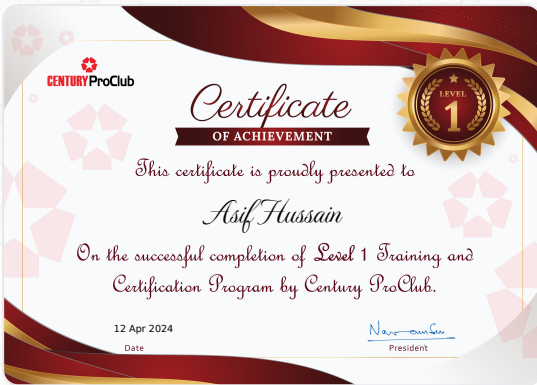 CENTURY ProClub
Certificate
OF ACHIEVEMENT
LEVEL
1
This certificate is proudly presented to
Asif Hussain
On the successful completion of Level 1 Training and
Certification Program by Century ProClub.
12 Apr 2024
Date
President